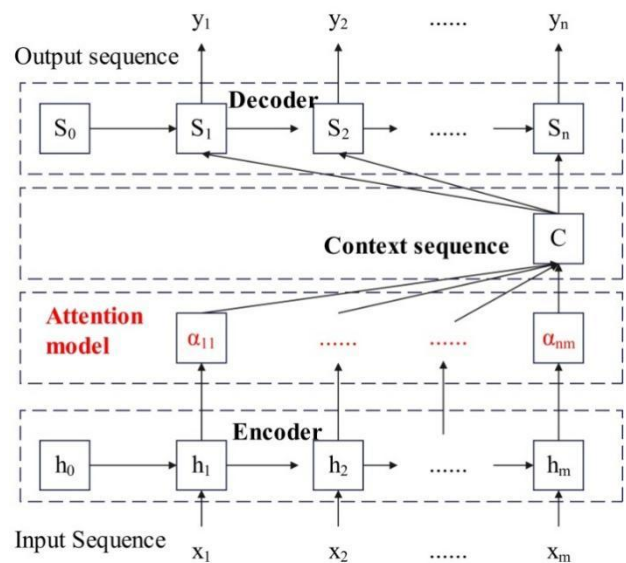 y₁ y₂ ...... yₙ
Output sequence
Decoder
S₀ S₁ S₂ ...... Sₙ
Context sequence C
Attention
model
α₁₁ ...... ...... αₙₘ
Encoder
h₀ h₁ h₂ ...... hₘ
Input Sequence
x₁ x₂ ...... xₘ